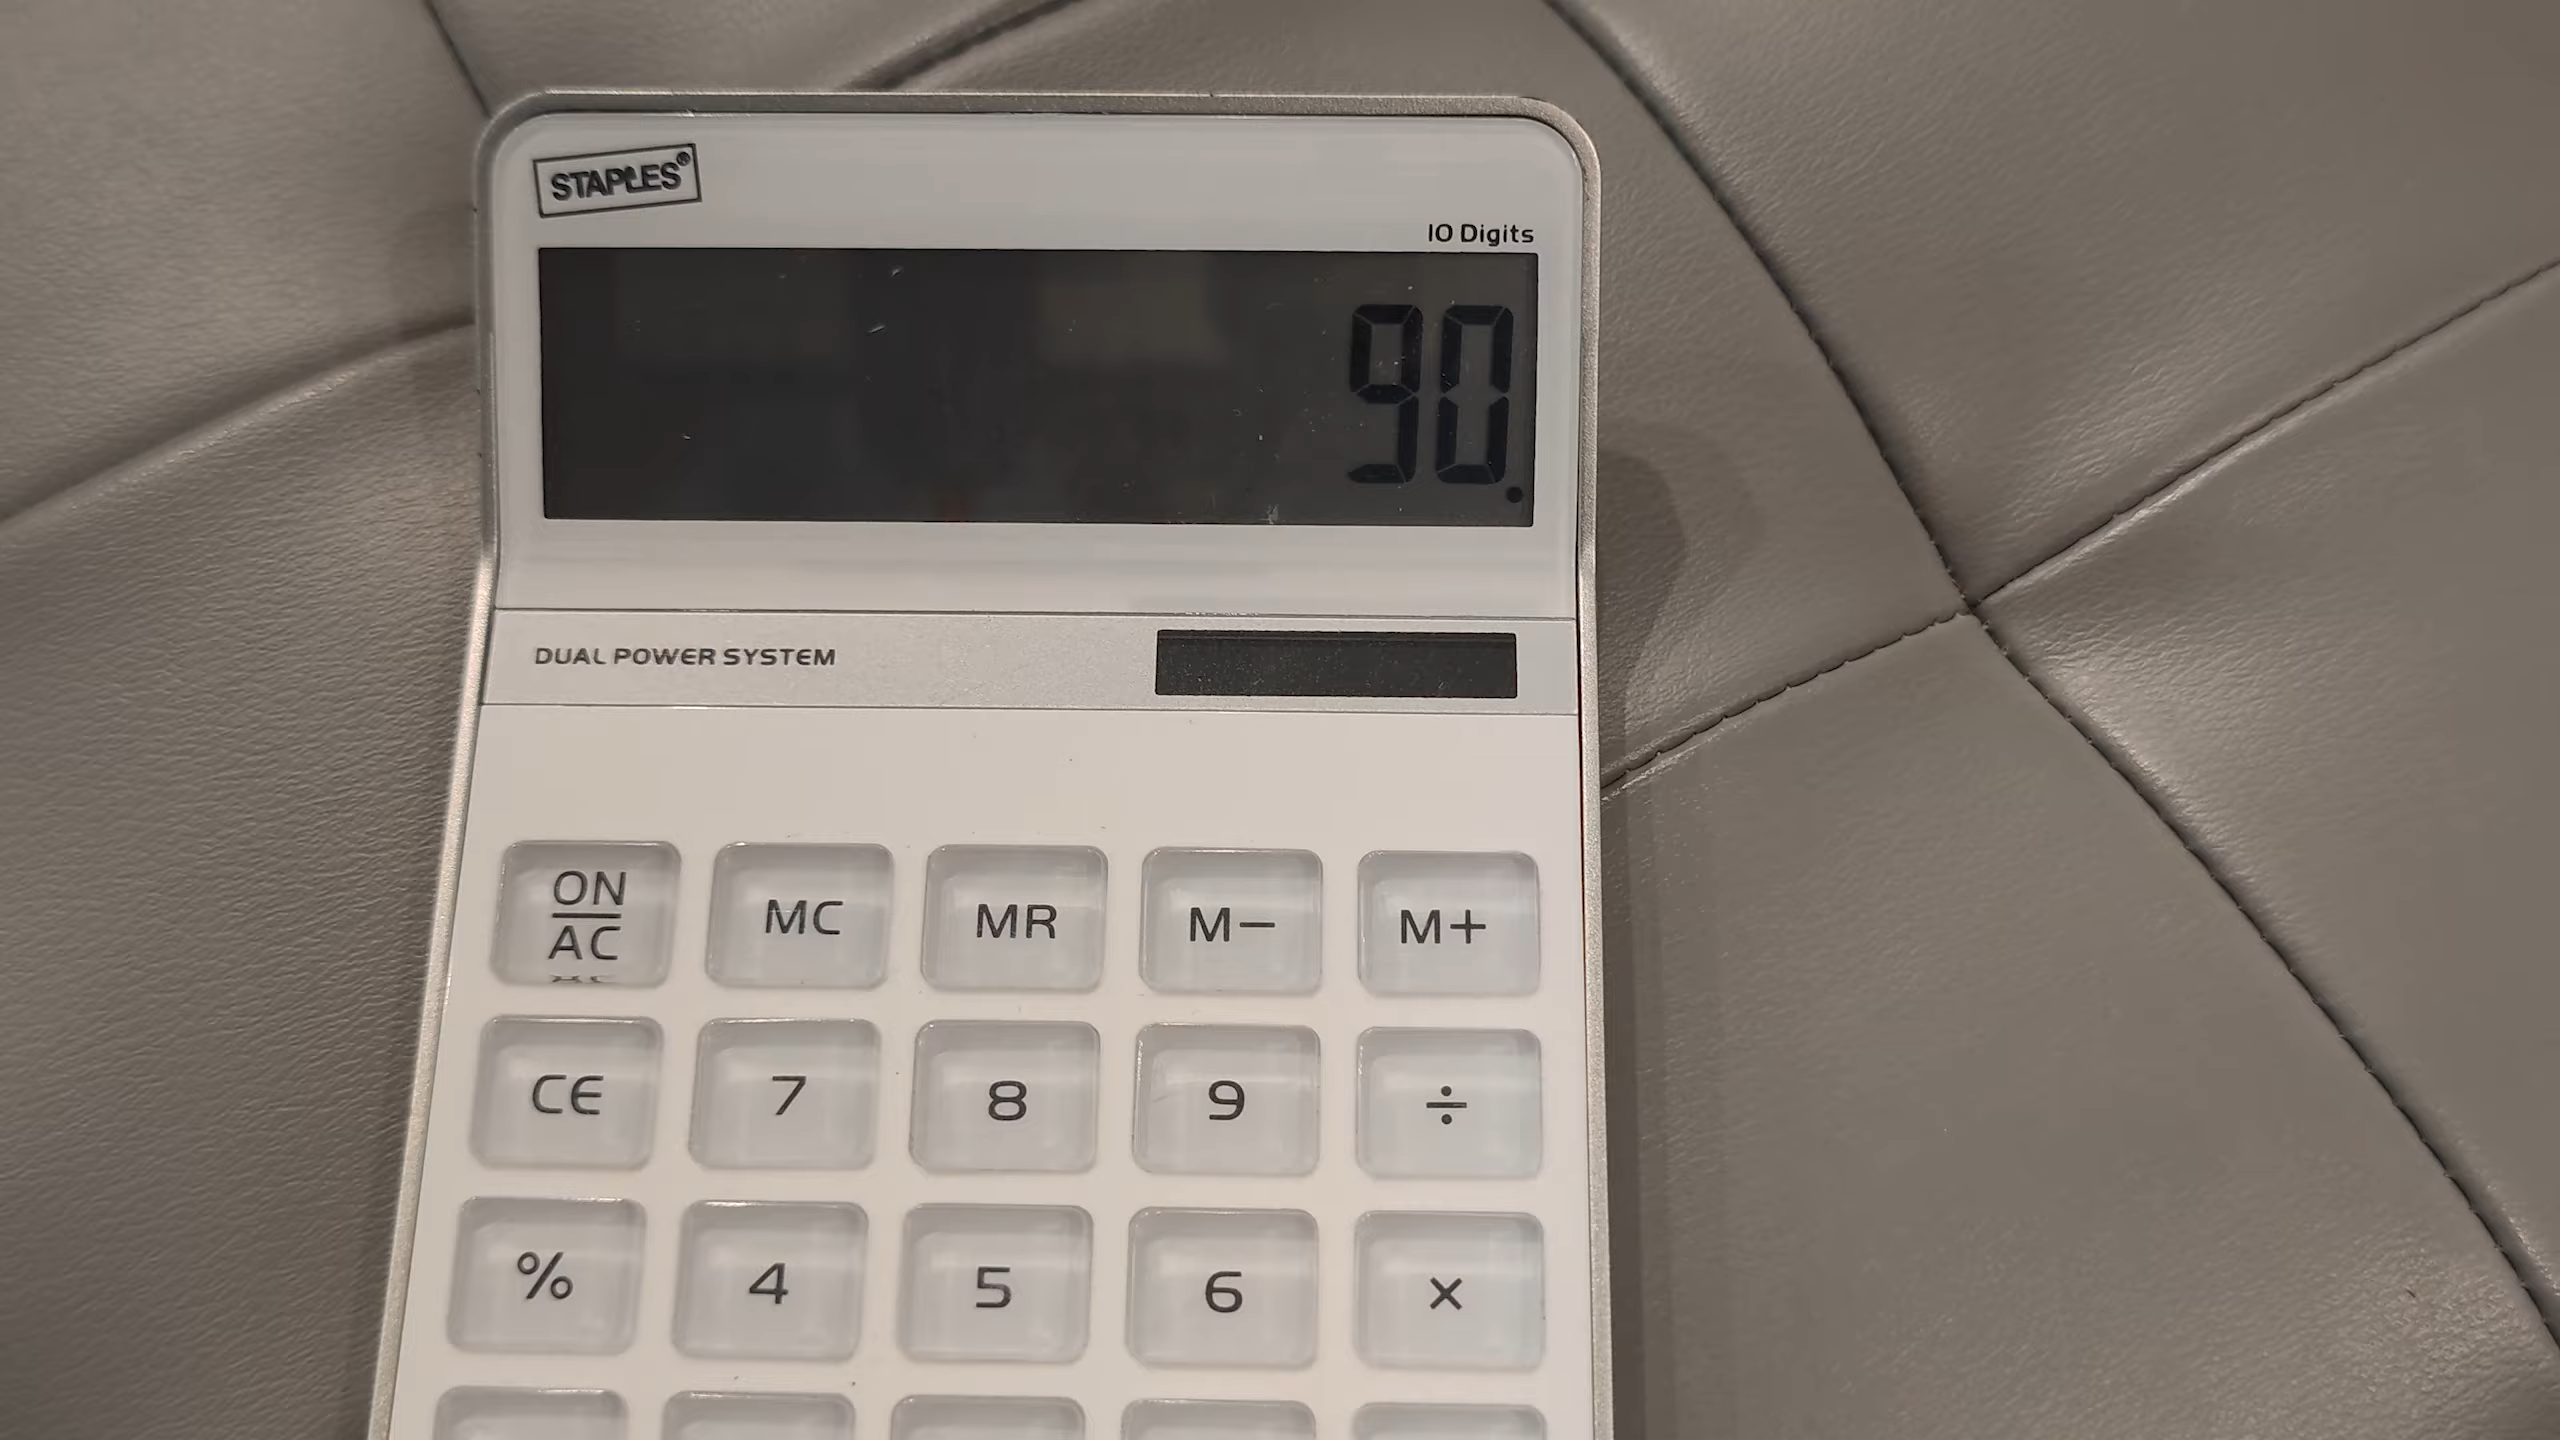 STAPLES®
10 Digits
90.
DUAL POWER SYSTEM
ON
AC
MC
MR
M−
M+
CE
7
8
9
÷
%
4
5
6
×